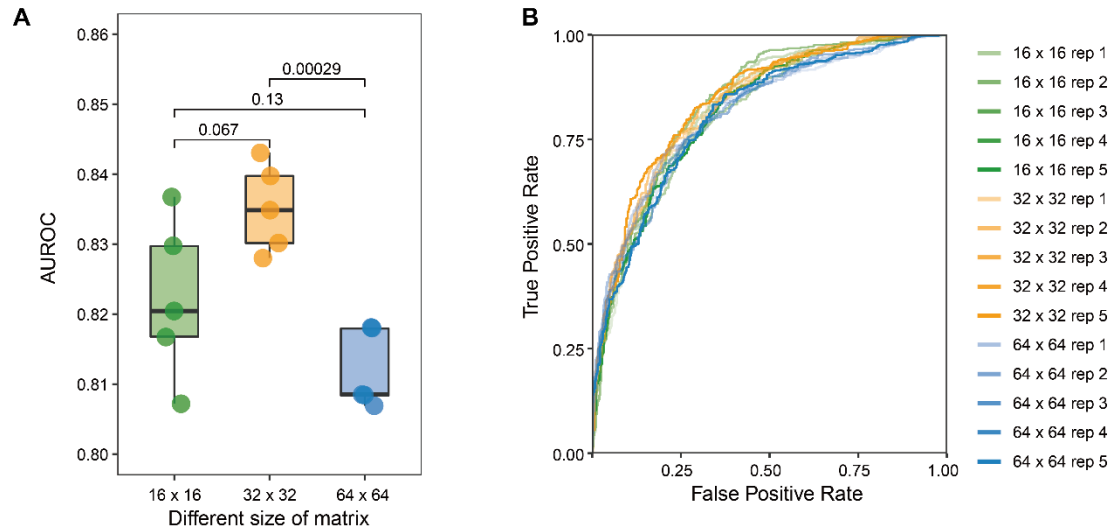 A
0.86
0.85
0.84
0.83
0.82
0.81
0.80
AUROC
0.00029
0.13
0.067
16 x 16
32 x 32
64 x 64
Different size of matrix
B
1.00
0.75
0.50
0.25
0.00
True Positive Rate
0.25
0.50
0.75
1.00
False Positive Rate
16 x 16 rep 1
16 x 16 rep 2
16 x 16 rep 3
16 x 16 rep 4
16 x 16 rep 5
32 x 32 rep 1
32 x 32 rep 2
32 x 32 rep 3
32 x 32 rep 4
32 x 32 rep 5
64 x 64 rep 1
64 x 64 rep 2
64 x 64 rep 3
64 x 64 rep 4
64 x 64 rep 5